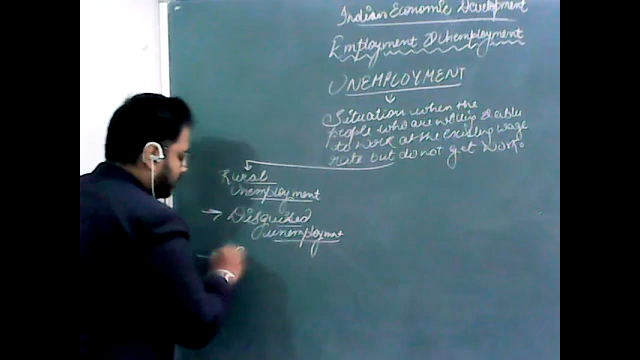 Indian Economic Development
Employment & Unemployment
UNEMPLOYMENT
Situation when the
people who are willing & able
to work at the existing wage
rate but do not get work.
Rural
Unemployment
→ Disguised
unemploymnt